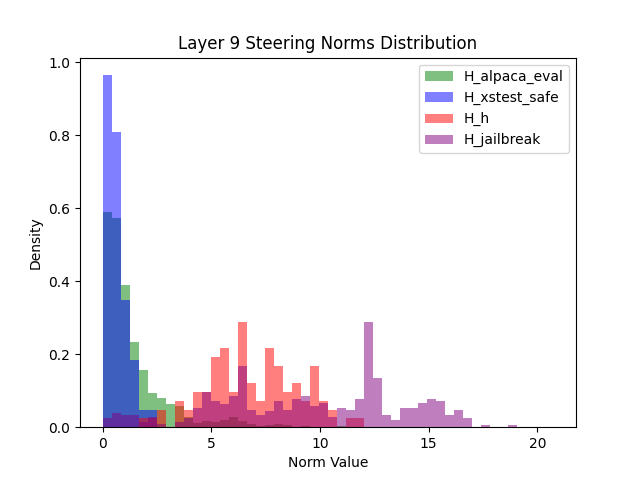 Layer 9 Steering Norms Distribution
H_alpaca_eval
H_xstest_safe
H_h
H_jailbreak
1.0
0.8
0.6
0.4
0.2
0.0
Density
0
5
10
15
20
Norm Value